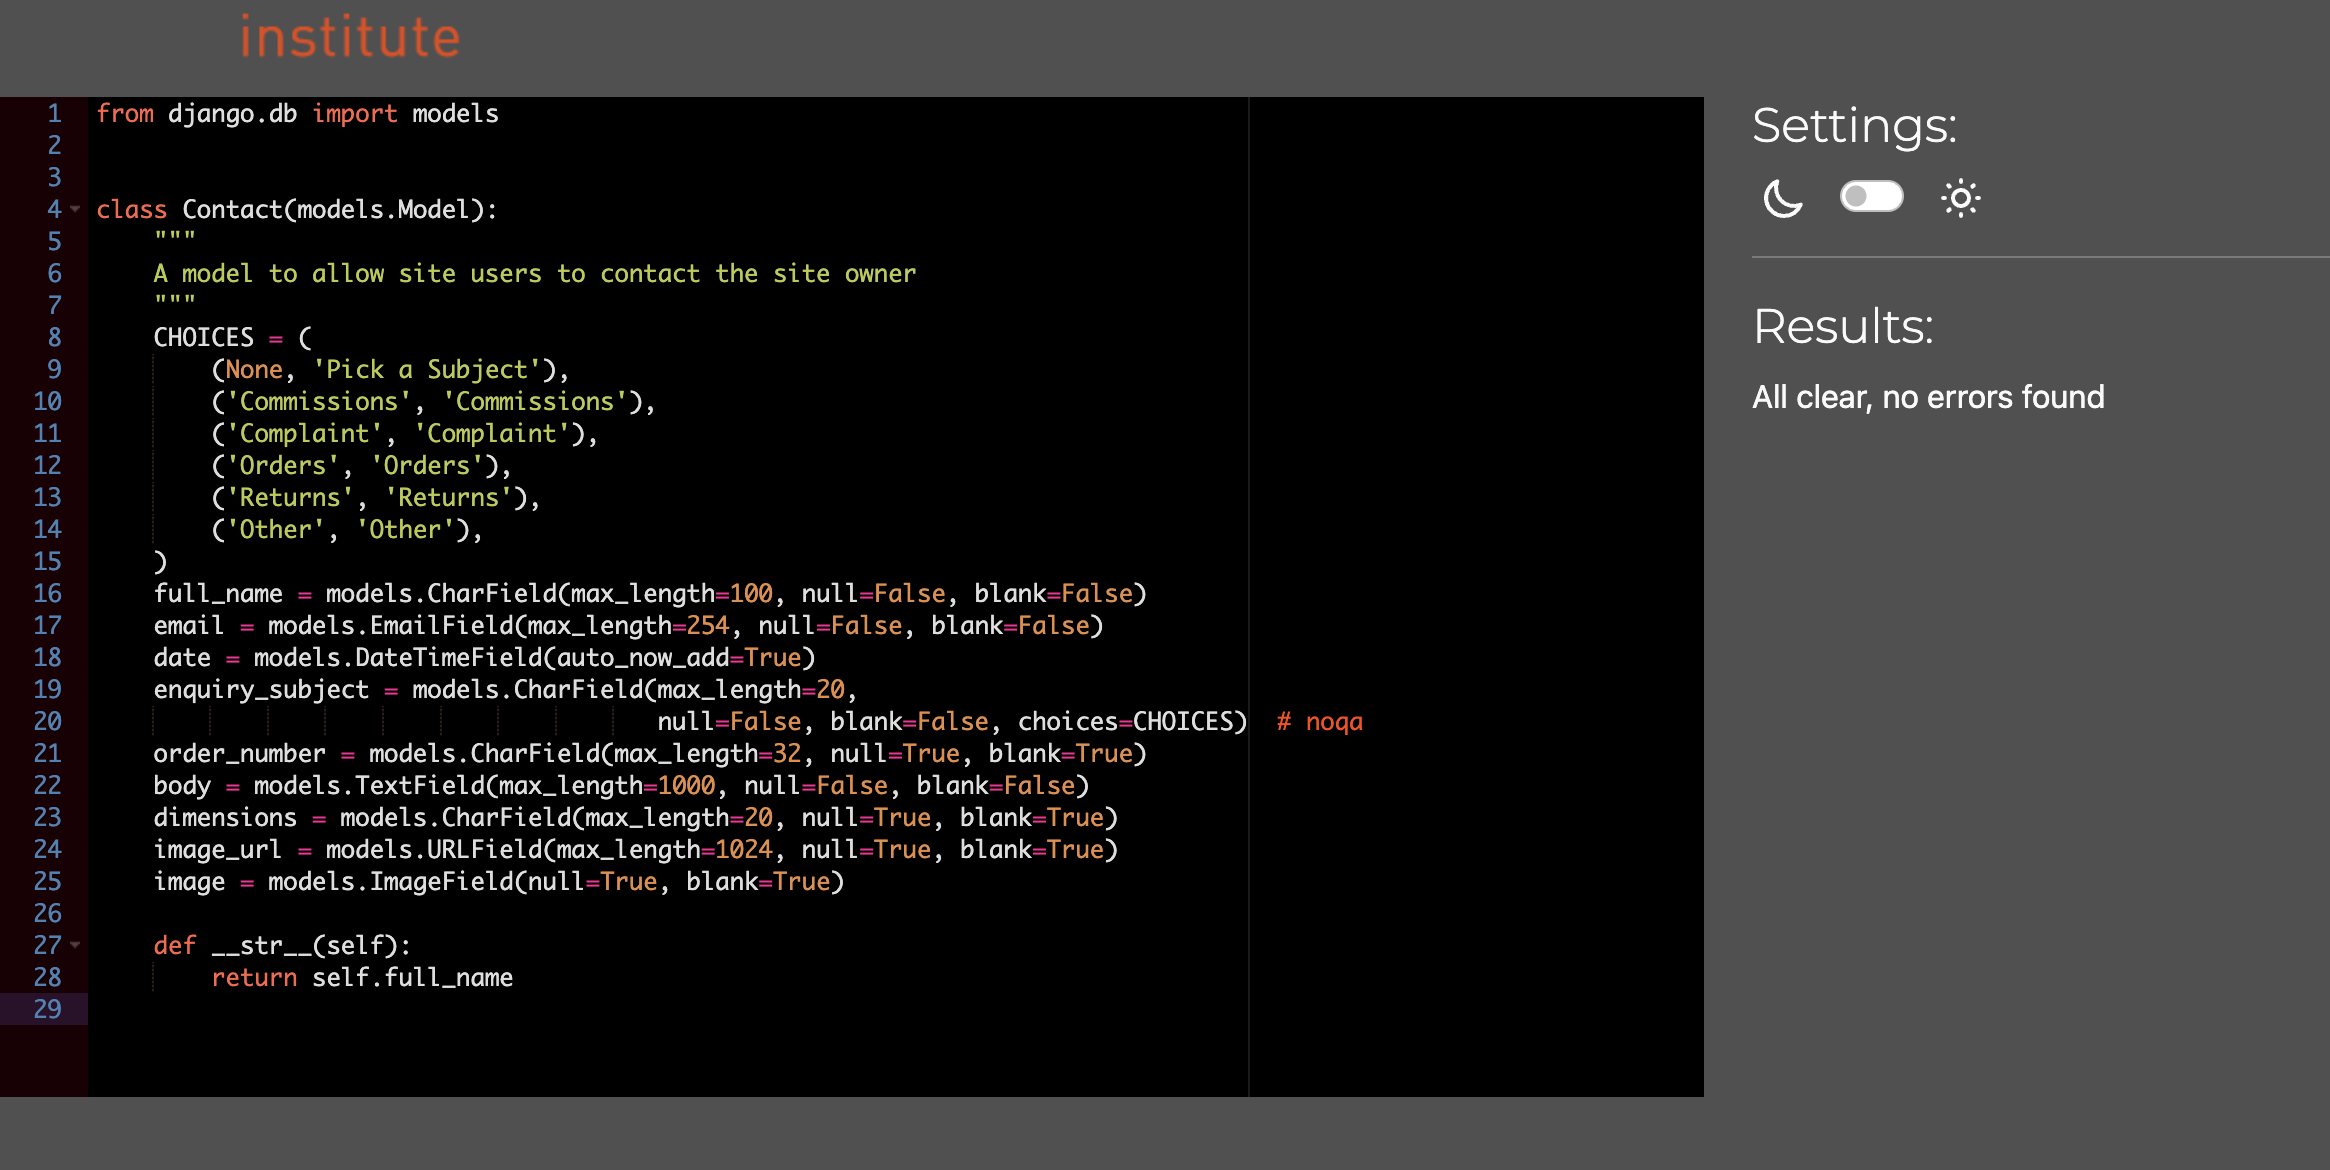 institute
1 from django.db import models
2
3
4 class Contact(models.Model):
5     """
6     A model to allow site users to contact the site owner
7     """
8     CHOICES = (
9         (None, 'Pick a Subject'),
10         ('Commissions', 'Commissions'),
11         ('Complaint', 'Complaint'),
12         ('Orders', 'Orders'),
13         ('Returns', 'Returns'),
14         ('Other', 'Other'),
15     )
16     full_name = models.CharField(max_length=100, null=False, blank=False)
17     email = models.EmailField(max_length=254, null=False, blank=False)
18     date = models.DateTimeField(auto_now_add=True)
19     enquiry_subject = models.CharField(max_length=20,
20                                        null=False, blank=False, choices=CHOICES)  # noqa
21     order_number = models.CharField(max_length=32, null=True, blank=True)
22     body = models.TextField(max_length=1000, null=False, blank=False)
23     dimensions = models.CharField(max_length=20, null=True, blank=True)
24     image_url = models.URLField(max_length=1024, null=True, blank=True)
25     image = models.ImageField(null=True, blank=True)
26
27     def __str__(self):
28         return self.full_name
29
Settings:
Results:
All clear, no errors found